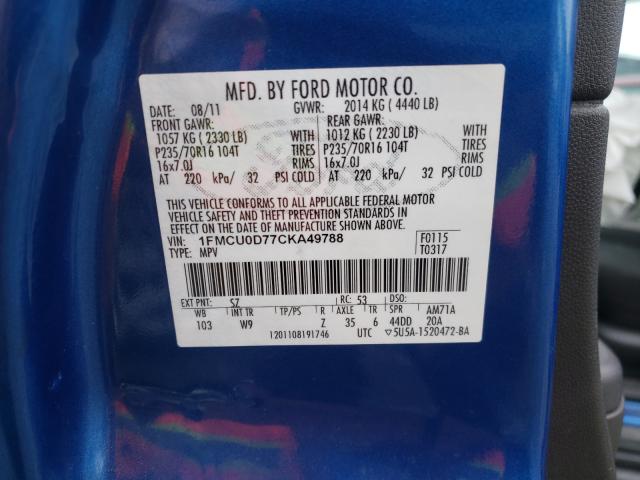 MFD. BY FORD MOTOR CO.
DATE: 08/11 GVWR: 2014 KG ( 4440 LB)
FRONT GAWR: REAR GAWR:
1057 KG ( 2330 LB) WITH 1012 KG ( 2230 LB) WITH
P235/70R16 104T TIRES P235/70R16 104T TIRES
16x7.0J RIMS 16x7.0J RIMS
AT 220 kPa/ 32 PSI COLD AT 220 kPa/ 32 PSI COLD
THIS VEHICLE CONFORMS TO ALL APPLICABLE FEDERAL MOTOR
VEHICLE SAFETY AND THEFT PREVENTION STANDARDS IN
EFFECT ON THE DATE OF MANUFACTURE SHOWN ABOVE.
VIN: 1FMCU0D77CKA49788 F0115
TYPE: MPV T0317
EXT PNT: SZ RC: 53 DSO:
WB INT TR TP/PS R AXLE TR SPR AM71A
103 W9 Z 35 6 44DD 20A
1201108191746 UTC ▽5U5A-1520472-BA